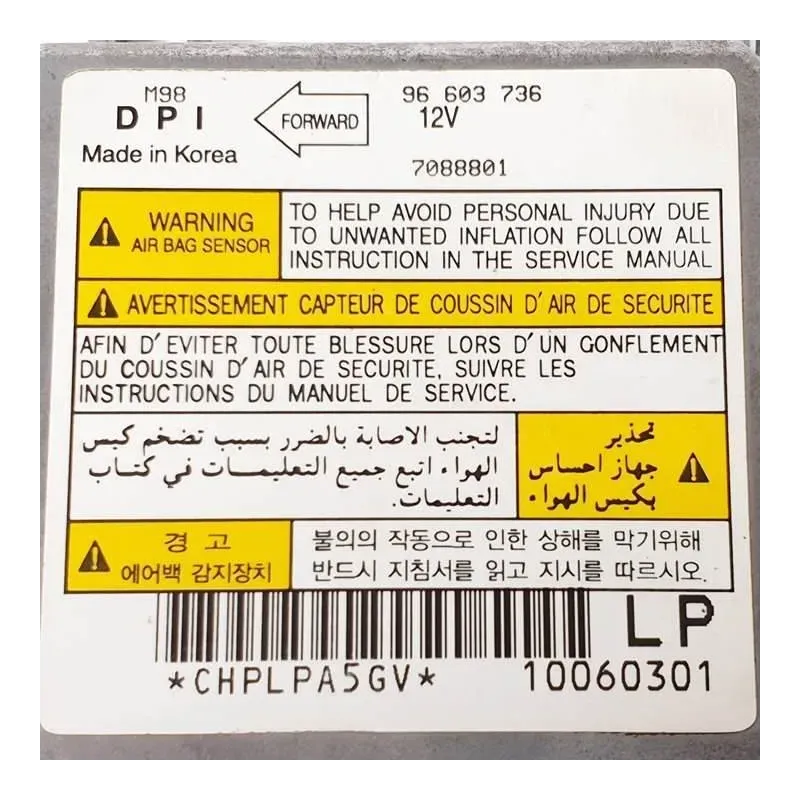 M98
DPI
Made in Korea
FORWARD
96 603 736
12V
7088801
WARNING
AIR BAG SENSOR
TO HELP AVOID PERSONAL INJURY DUE
TO UNWANTED INFLATION FOLLOW ALL
INSTRUCTION IN THE SERVICE MANUAL
AVERTISSEMENT CAPTEUR DE COUSSIN D'AIR DE SECURITE
AFIN D'EVITER TOUTE BLESSURE LORS D'UN GONFLEMENT
DU COUSSIN D'AIR DE SECURITE, SUIVRE LES
INSTRUCTIONS DU MANUEL DE SERVICE.
تحذير
جهاز احساس
بكيس الهواء
لتجنب الاصابة بالضرر بسبب تضخم كيس
الهواء اتبع جميع التعليمات في كتاب
التعليمات.
경 고
에어백 감지장치
불의의 작동으로 인한 상해를 막기위해
반드시 지침서를 읽고 지시를 따르시오.
LP
*CHPLPA5GV*
10060301